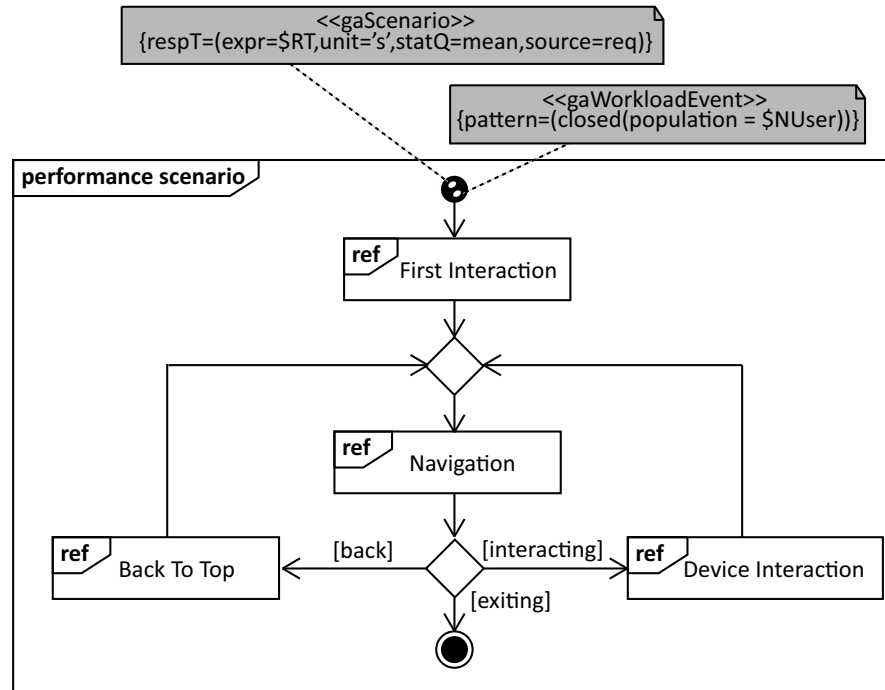 <<gaScenario>>
{respT=(expr=$RT,unit='s',statQ=mean,source=req)}
<<gaWorkloadEvent>>
{pattern=(closed(population = $NUser))}
performance scenario
ref
First Interaction
ref
Navigation
[back]
[interacting]
ref
Back To Top
ref
Device Interaction
[exiting]